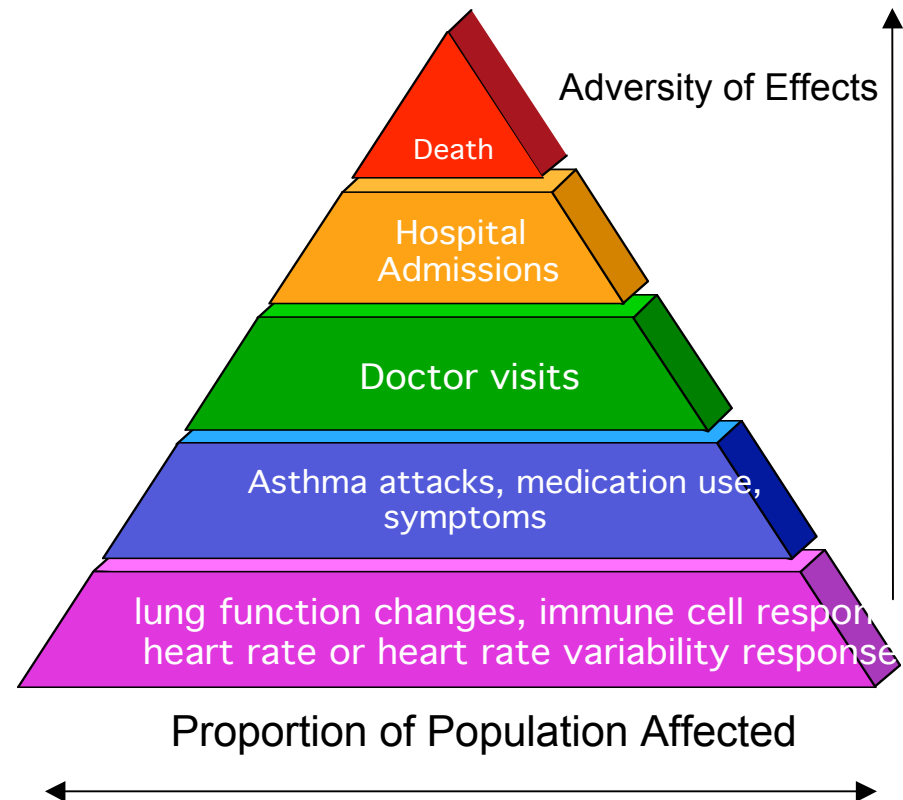 Adversity of Effects
Death
Hospital
Admissions
Doctor visits
Asthma attacks, medication use,
symptoms
lung function changes, immune cell
heart rate or heart rate variability response
Proportion of Population Affected